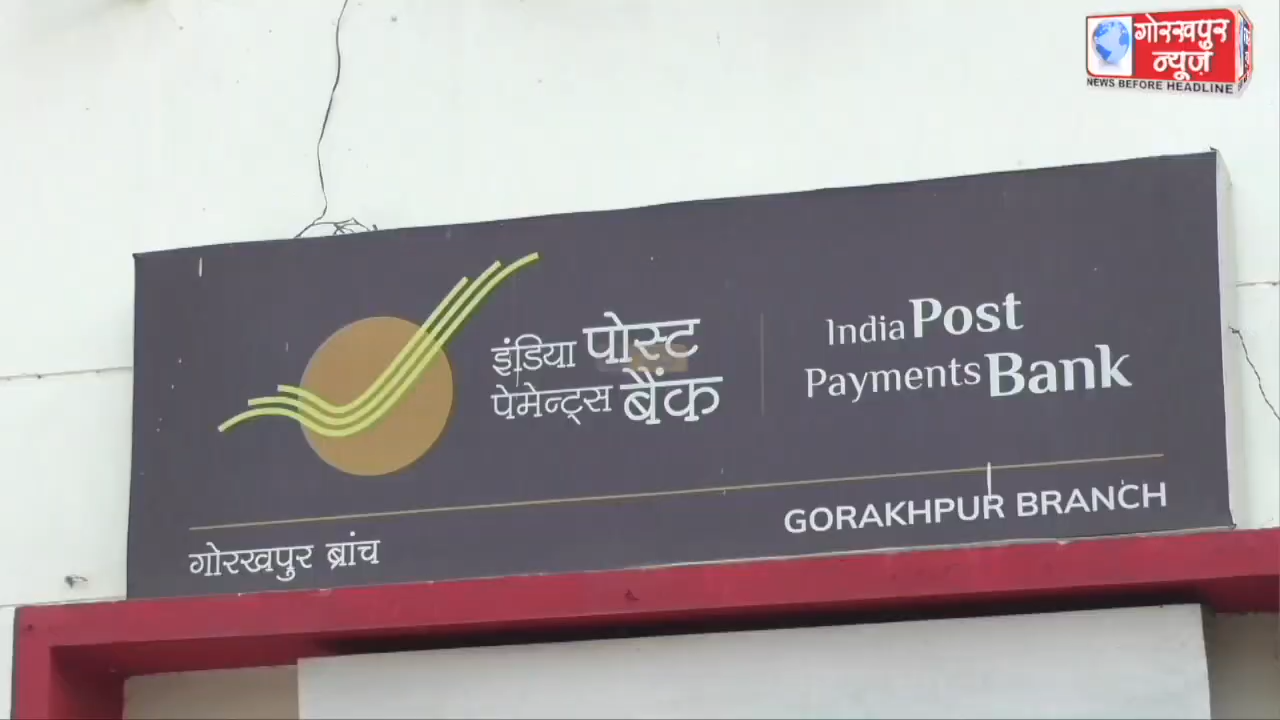 गोरखपुर
न्यूज़
NEWS BEFORE HEADLINE
इंडिया पोस्ट
पेमेन्ट्स बैंक
India Post
Payments Bank
गोरखपुर ब्रांच
GORAKHPUR BRANCH